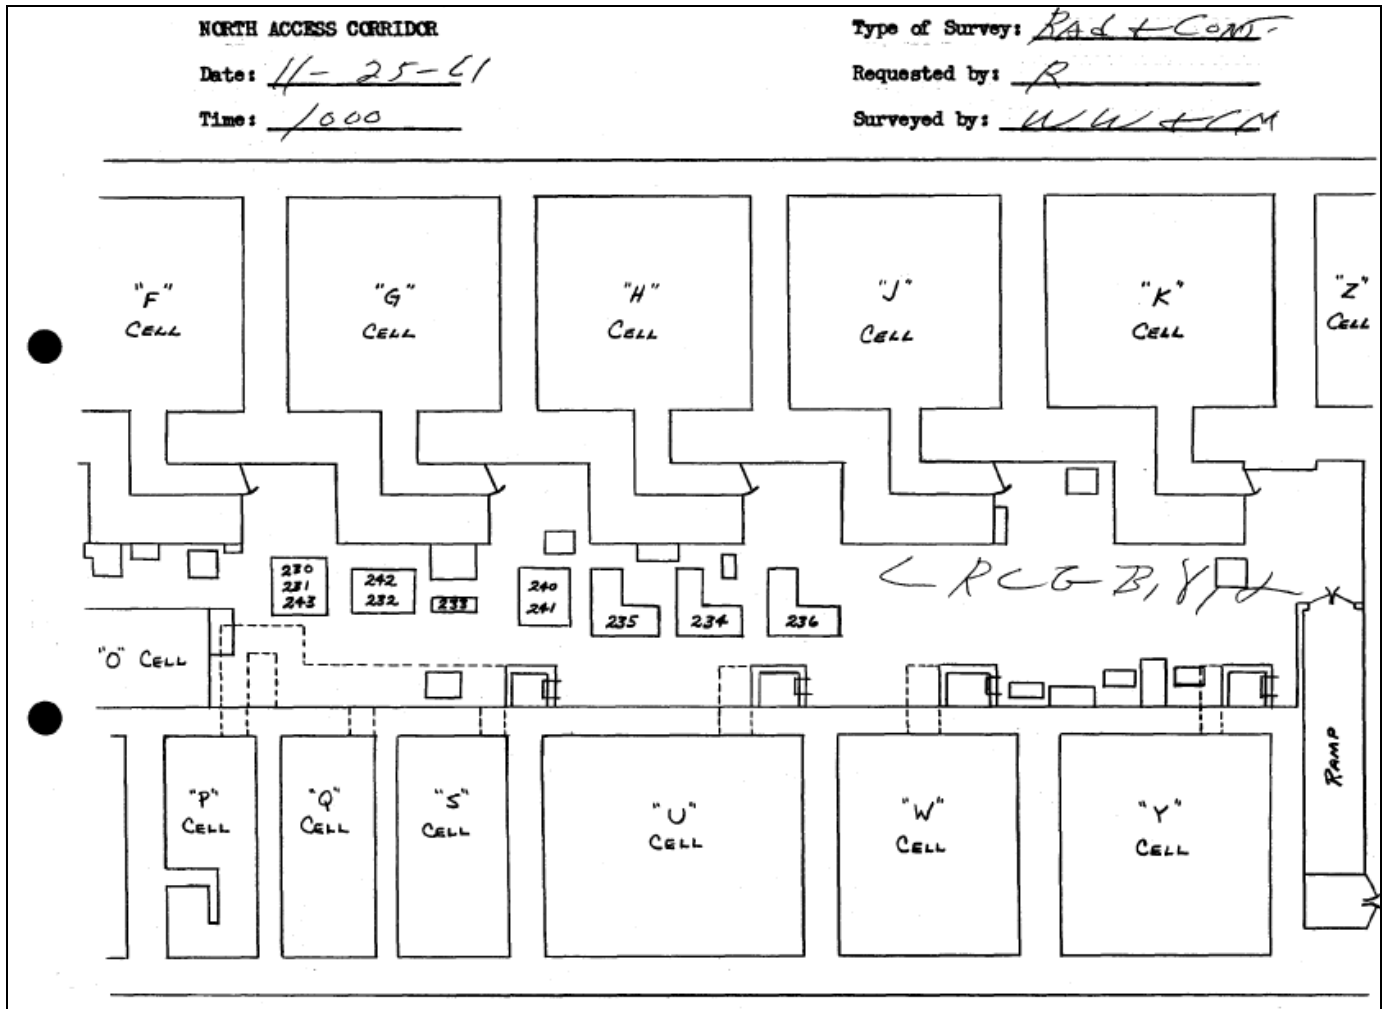 NORTH ACCESS CORRIDOR
Date: 11-25-61
Time: 1000
Type of Survey: Rad + Cont.
Requested by: R
Surveyed by: WW + CM
"F"
CELL
"G"
CELL
"H"
CELL
"J"
CELL
"K"
CELL
"Z"
CELL
230
231
243
242
232
233
240
241
235
234
236
< RCG B, γ, α
"O" CELL
"P"
CELL
"Q"
CELL
"S"
CELL
"U"
CELL
"W"
CELL
"Y"
CELL
RAMP